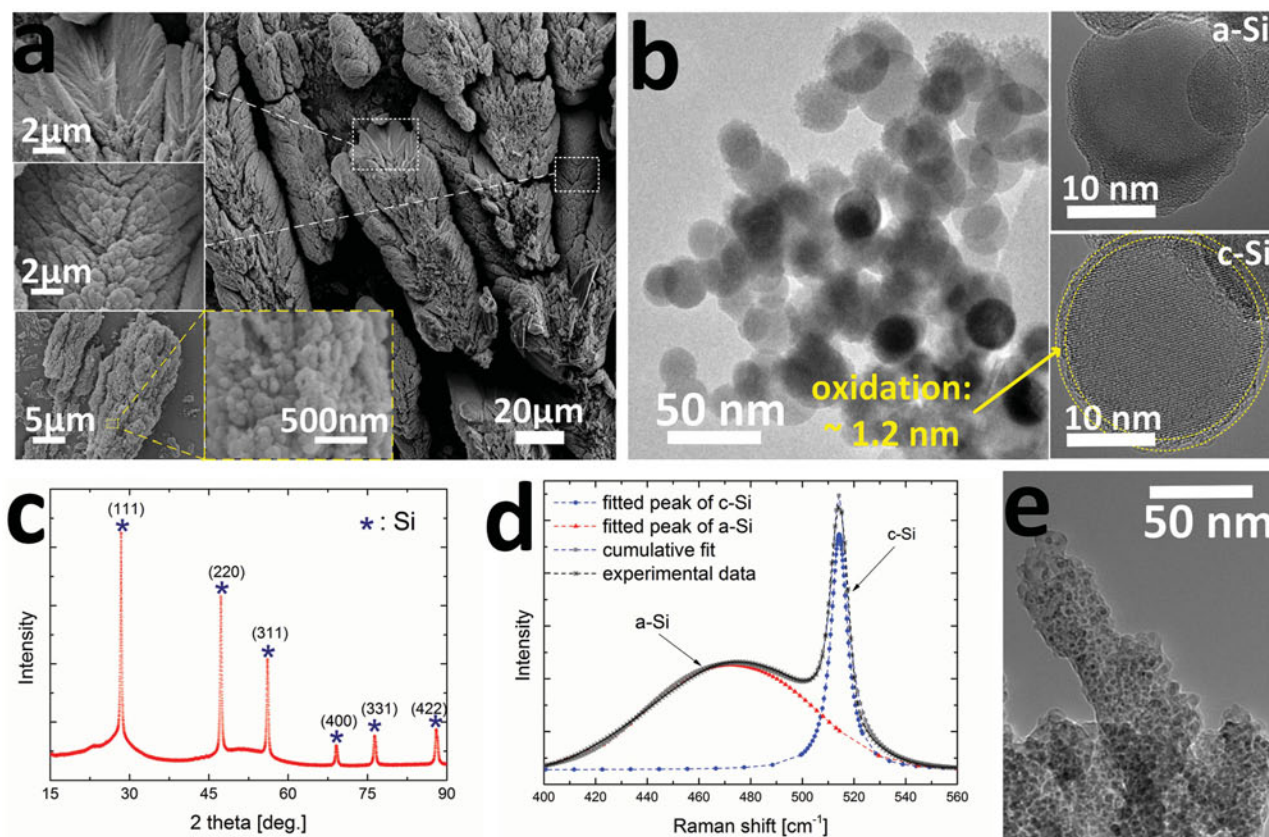 a
2μm
2μm
5μm
500nm
20μm
b
50 nm
oxidation:
~ 1.2 nm
a-Si
10 nm
c-Si
10 nm
c
(111)
* : Si
(220)
(311)
(400)
(331)
(422)
Intensity
15 30 45 60 75 90
2 theta [deg.]
d
fitted peak of c-Si
fitted peak of a-Si
cumulative fit
experimental data
c-Si
a-Si
Intensity
400 420 440 460 480 500 520 540 560
Raman shift [cm⁻¹]
e
50 nm